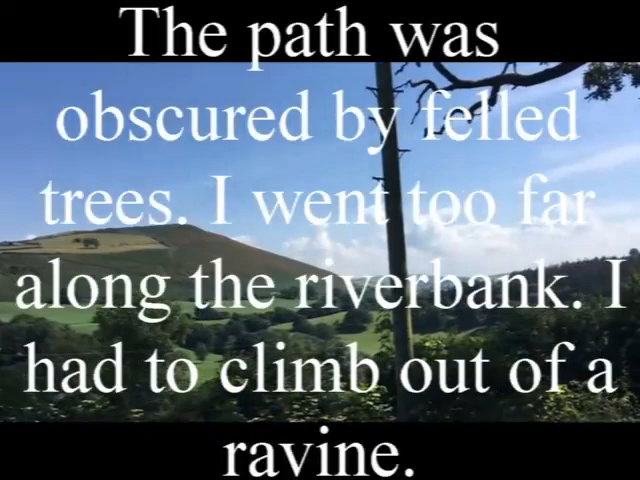 The path was
obscured by felled
trees. I went too far
along the riverbank. I
had to climb out of a
ravine.